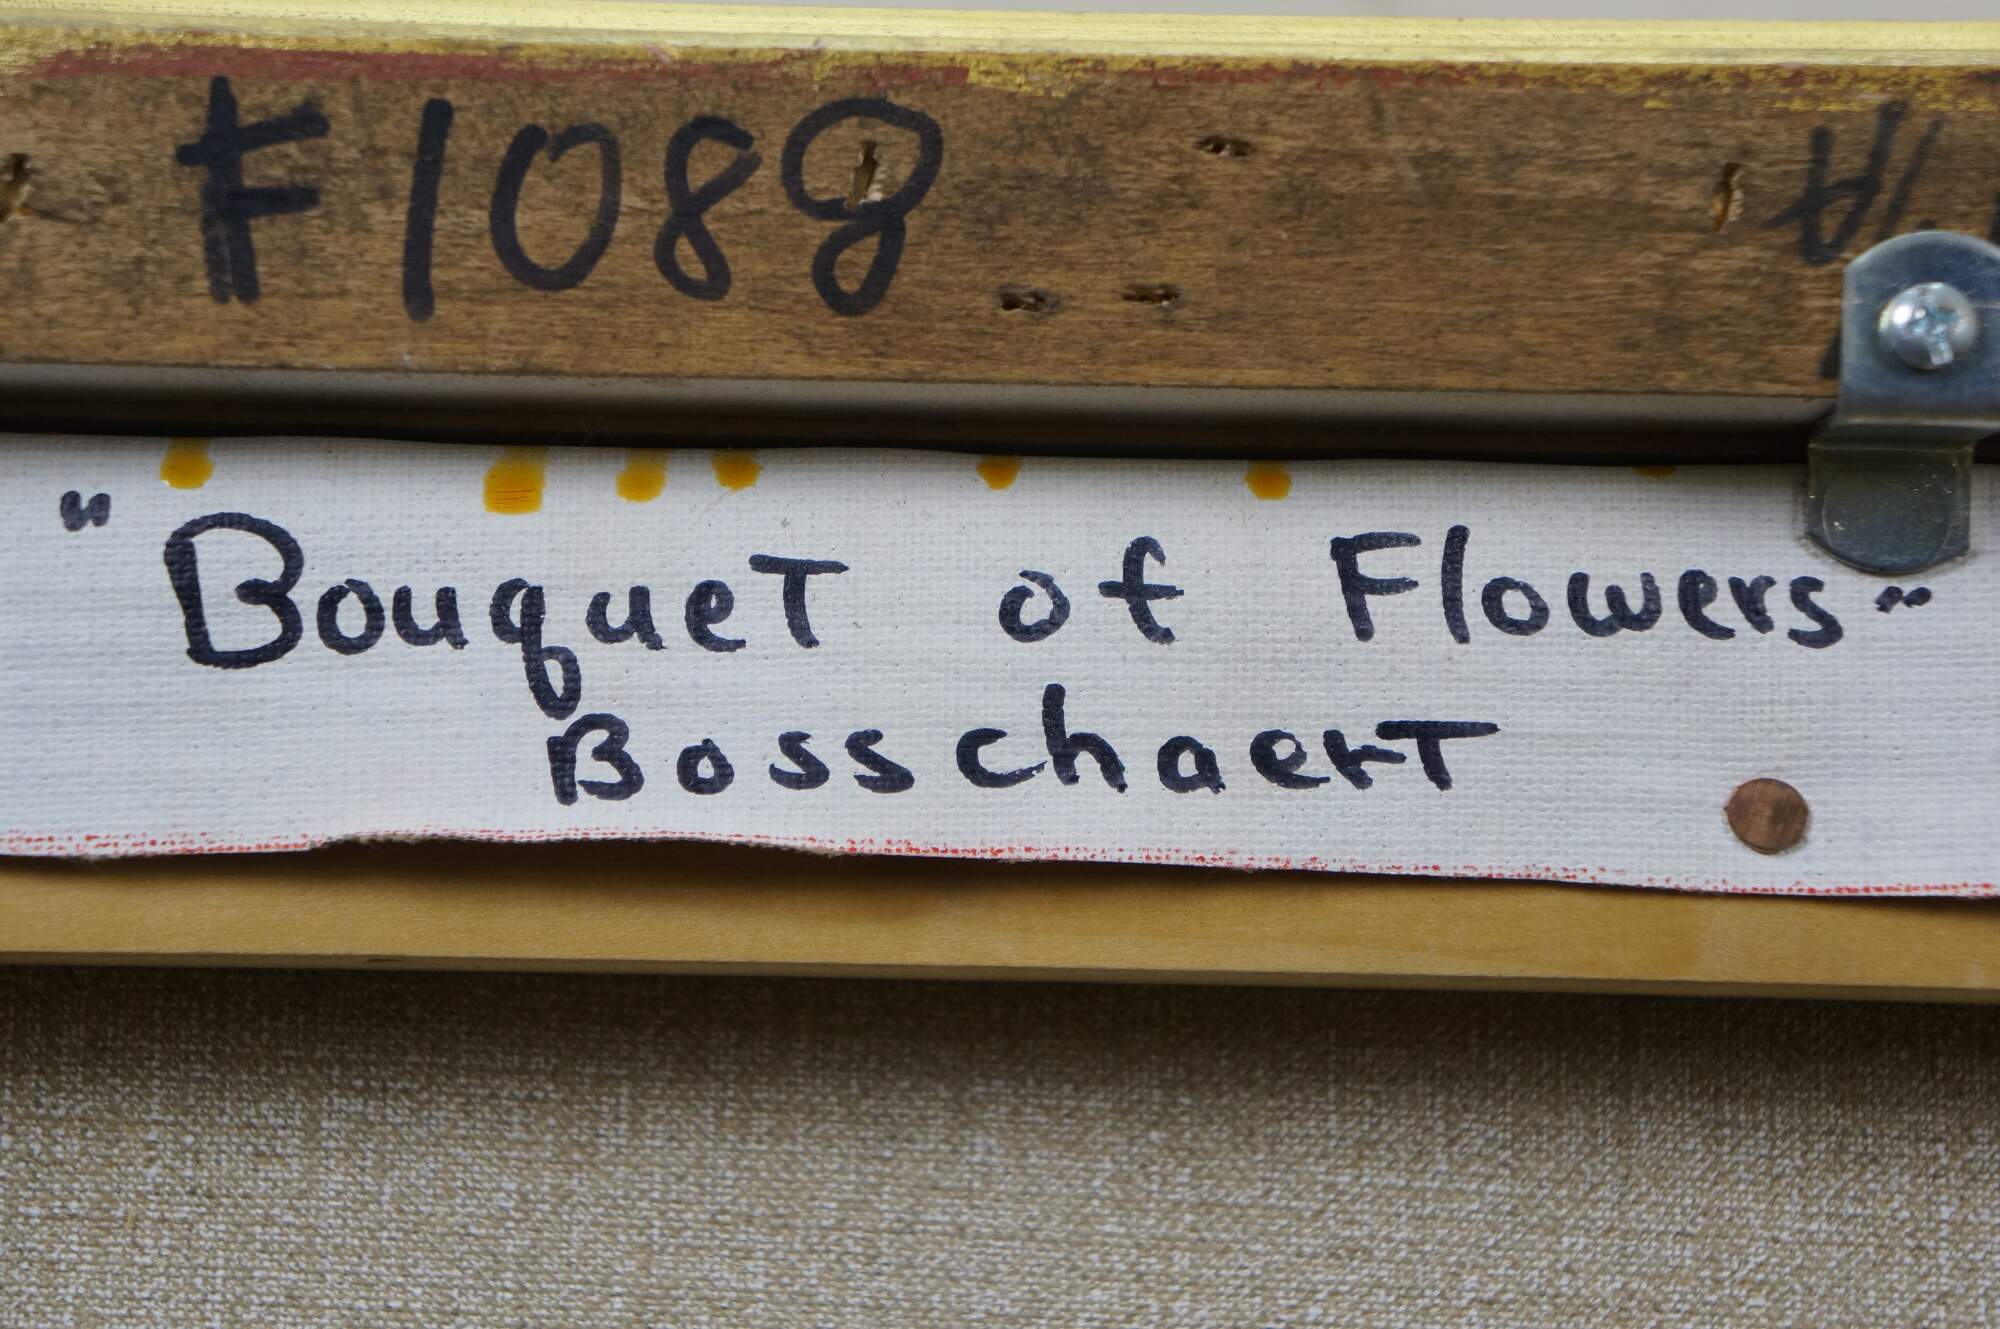 F1088
"BouqueT of Flowers"
BosschaerT